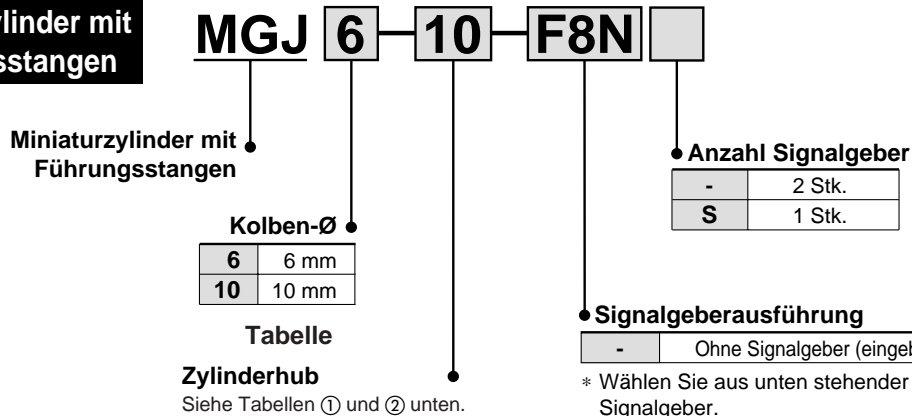 ylinder mit
sstangen
MGJ 6 10 F8N
Miniaturzylinder mit
Führungsstangen
Anzahl Signalgeber
- 2 Stk.
S 1 Stk.
Kolben-Ø
6 6 mm
10 10 mm
Tabelle
Zylinderhub
Siehe Tabellen ① und ② unten.
Signalgeberausführung
- Ohne Signalgeber (eingeb
* Wählen Sie aus unten stehender
Signalgeber.